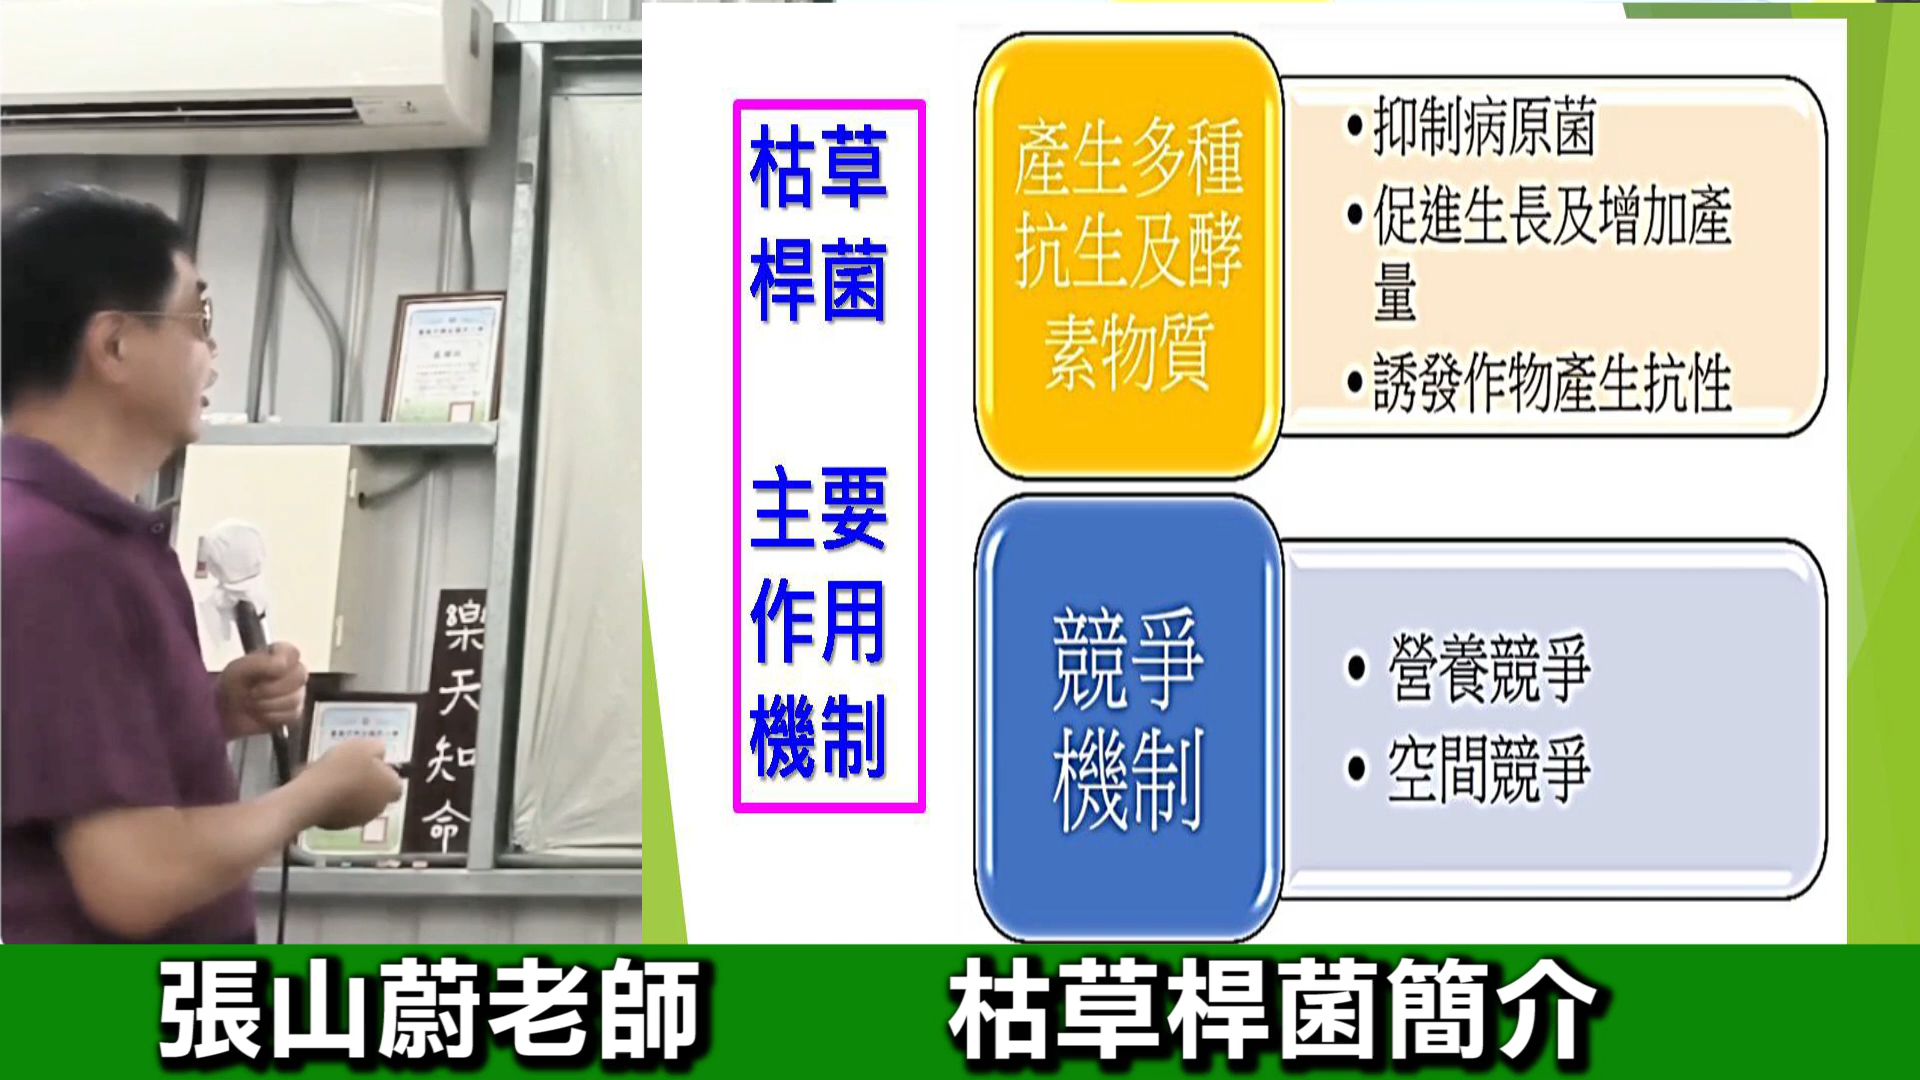 枯草
桿菌
主要
作用
機制
產生多種
抗生及酵
素物質
•抑制病原菌
•促進生長及增加產
量
•誘發作物產生抗性
競爭
機制
• 營養競爭
• 空間競爭
樂天知命
張山蔚老師
枯草桿菌簡介